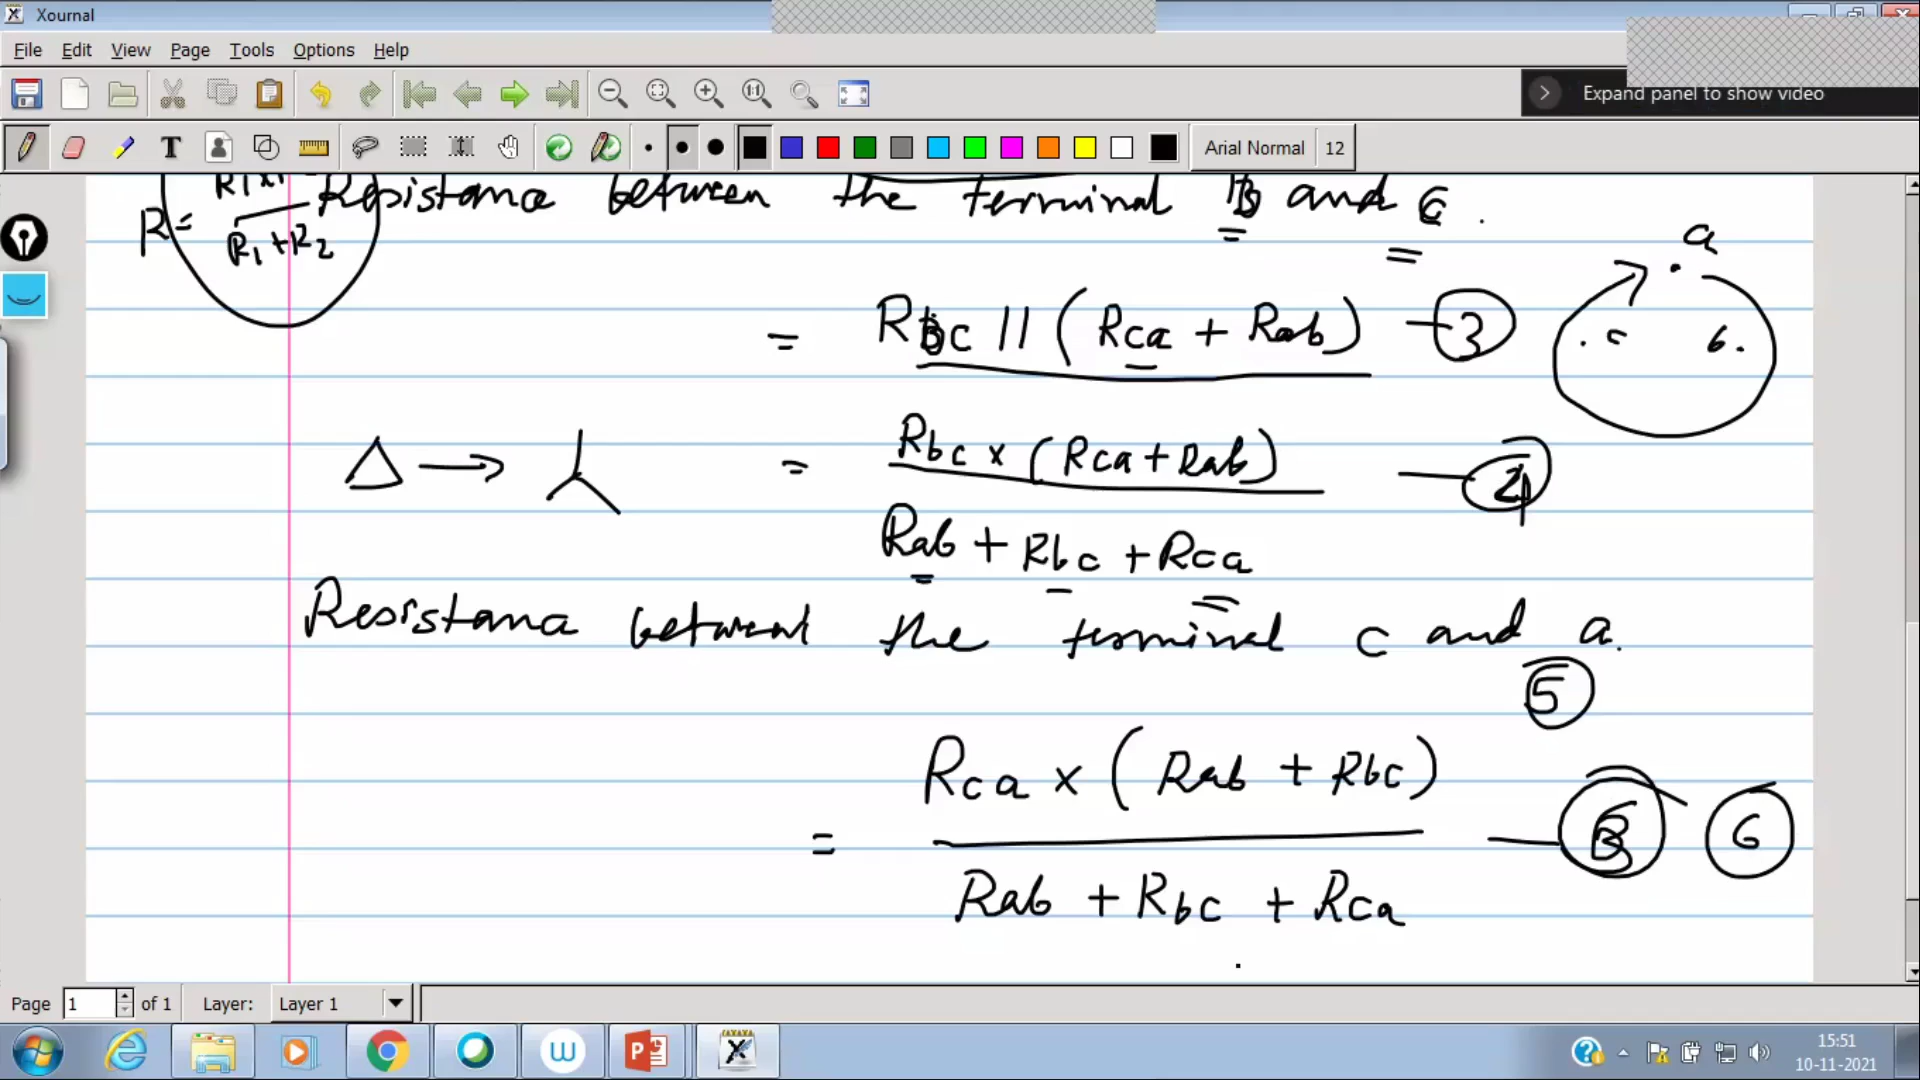 Xournal
File Edit View Page Tools Options Help
Expand panel to show video
Arial Normal 12
Resistance between the terminal B and C.
R = 
R1 + R2
a
= Rbc || ( Rca + Rab ) — 3
. c b .
△ → = Rbc x ( Rca + Rab ) — 4
Rab + Rbc + Rca
Resistance between the terminal c and a.
5
Rca x ( Rab + Rbc )
= — 6
Rab + Rbc + Rca
Page 1 of 1 Layer: Layer 1
15:51
10-11-2021